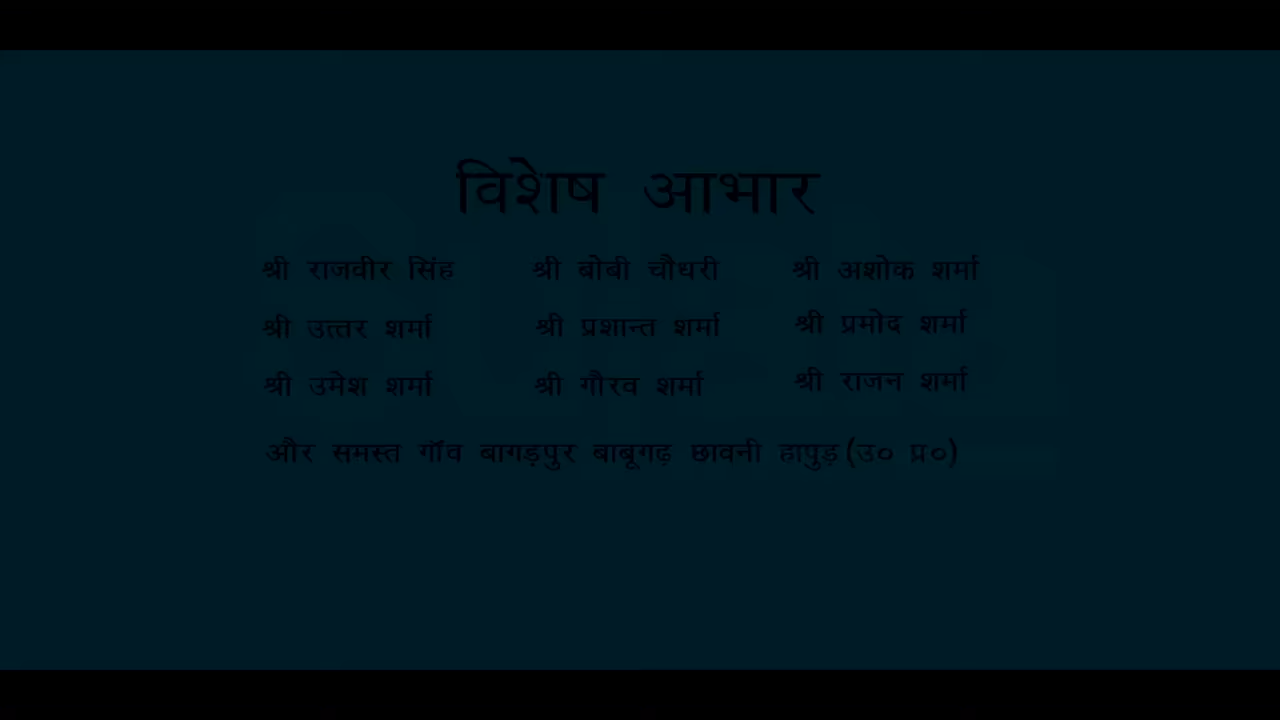 विशेष आभार
श्री राजवीर सिंह श्री बोबी चौधरी श्री अशोक शर्मा
श्री उत्तर शर्मा श्री प्रशान्त शर्मा श्री प्रमोद शर्मा
श्री उमेश शर्मा श्री गौरव शर्मा श्री राजन शर्मा
और समस्त गॉव बागड़पुर बाबूगढ़ छावनी हापुड़ (उ० प्र०)